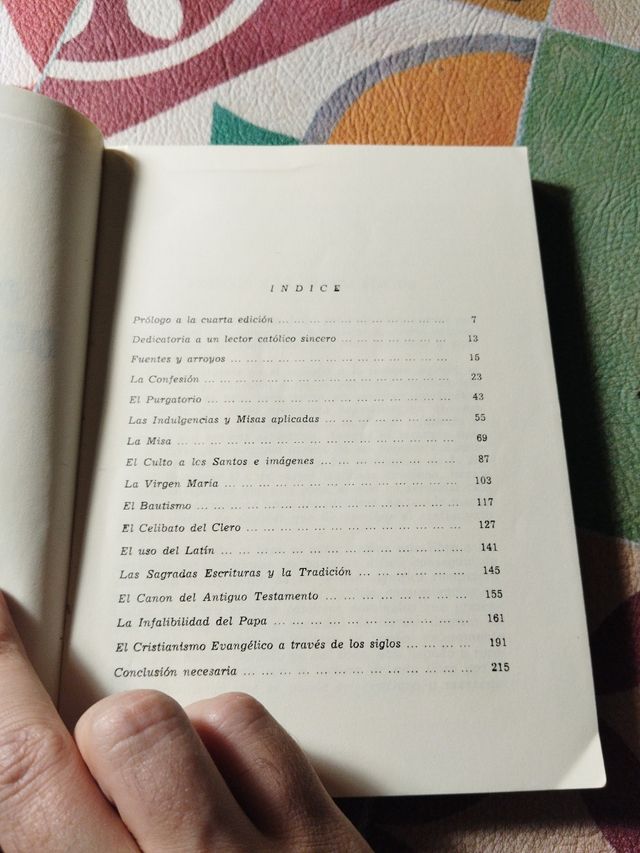 INDICE
Prólogo a la cuarta edición ... ... ... ... ... ... ... ... ... 7
Dedicatoria a un lector católico sincero ... ... ... ... ... ... 13
Fuentes y arroyos ... ... ... ... ... ... ... ... ... ... ... ... 15
La Confesión ... ... ... ... ... ... ... ... ... ... ... ... ... 23
El Purgatorio ... ... ... ... ... ... ... ... ... ... ... ... ... 43
Las Indulgencias y Misas aplicadas ... ... ... ... ... ... ... 55
La Misa ... ... ... ... ... ... ... ... ... ... ... ... ... ... 69
El Culto a los Santos e imágenes ... ... ... ... ... ... ... ... 87
La Virgen María ... ... ... ... ... ... ... ... ... ... ... ... 103
El Bautismo ... ... ... ... ... ... ... ... ... ... ... ... ... 117
El Celibato del Clero ... ... ... ... ... ... ... ... ... ... ... 127
El uso del Latín ... ... ... ... ... ... ... ... ... ... ... ... 141
Las Sagradas Escrituras y la Tradición ... ... ... ... ... 145
El Canon del Antiguo Testamento ... ... ... ... ... ... ... 155
La Infalibilidad del Papa ... ... ... ... ... ... ... ... ... 161
El Cristianismo Evangélico a través de los siglos ... ... ... 191
Conclusión necesaria ... ... ... ... ... ... ... ... ... ... ... 215